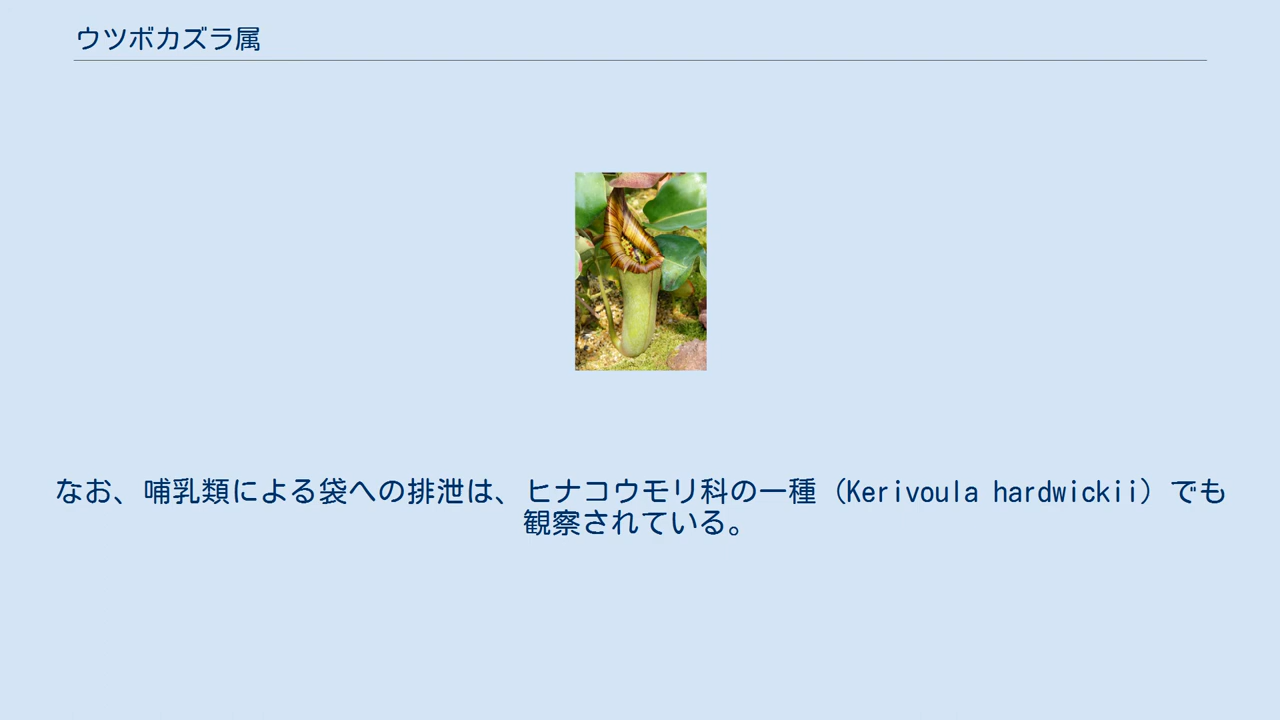 ウツボカズラ属
なお、哺乳類による袋への排泄は、ヒナコウモリ科の一種（Kerivoula hardwickii）でも
観察されている。